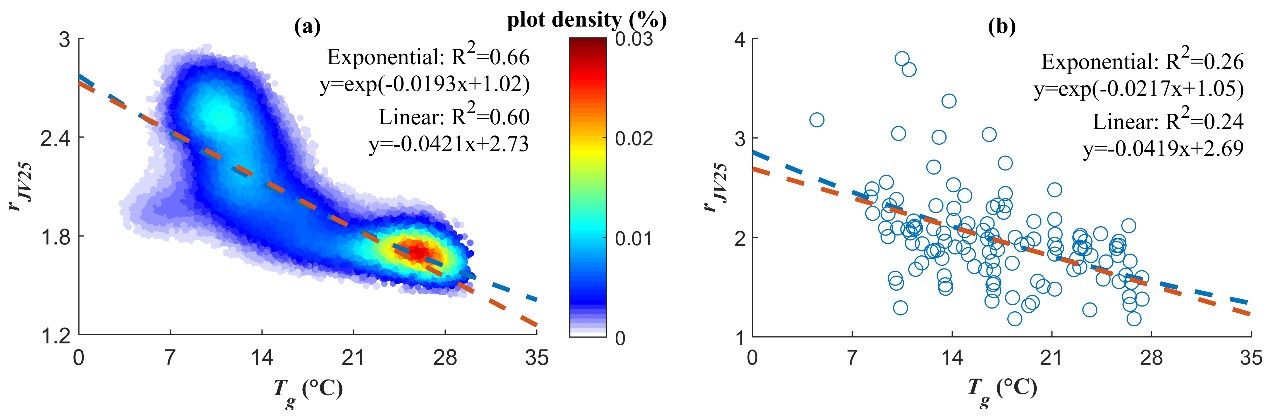 (a)
plot density (%)
Exponential: R²=0.66
y=exp(-0.0193x+1.02)
Linear: R²=0.60
y=-0.0421x+2.73
3
2.4
1.8
1.2
r_JV25
0
7
14
21
28
35
T_g (°C)
0.03
0.02
0.01
0
(b)
Exponential: R²=0.26
y=exp(-0.0217x+1.05)
Linear: R²=0.24
y=-0.0419x+2.69
4
3
2
1
r_JV25
0
7
14
21
28
35
T_g (°C)